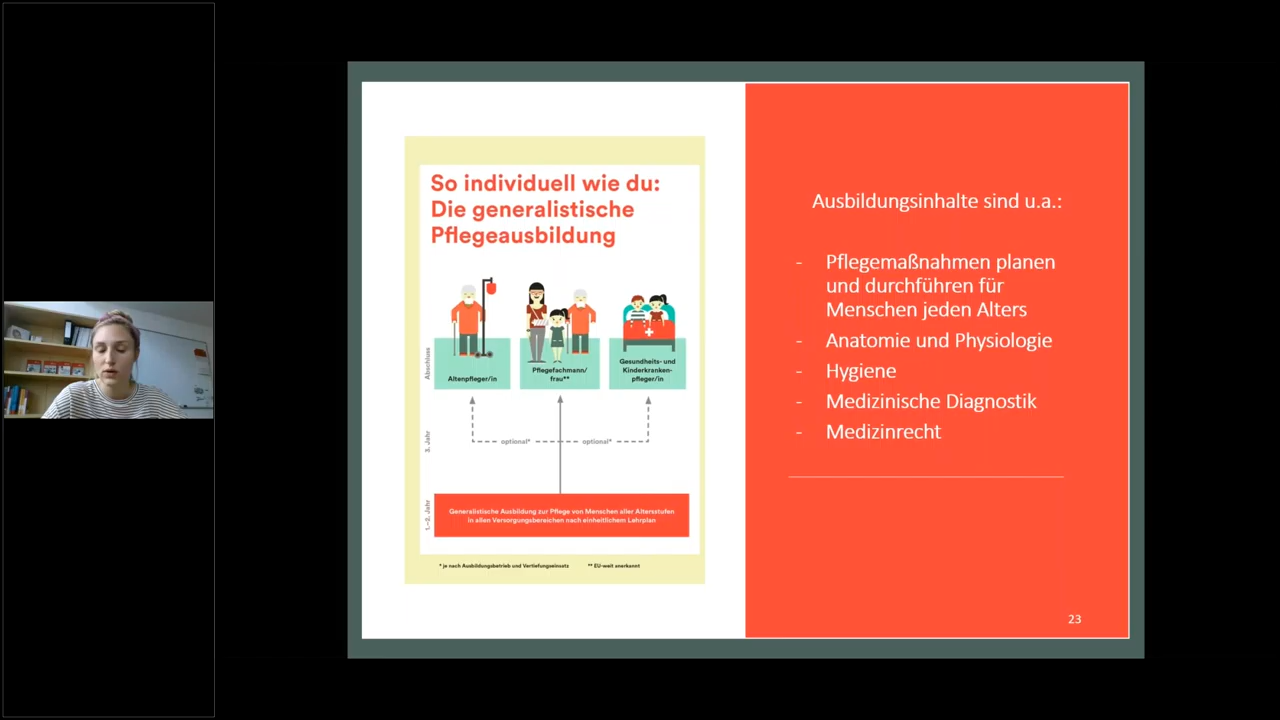 So individuell wie du:
Die generalistische
Pflegeausbildung
Abschluss
Altenpfleger/in
Pflegefachmann/
frau**
Gesundheits- und
Kinderkranken-
pfleger/in
3. Jahr
optional*
optional*
1.–2. Jahr
Generalistische Ausbildung zur Pflege von Menschen aller Altersstufen
in allen Versorgungsbereichen nach einheitlichem Lehrplan
* je nach Ausbildungsbetrieb und Vertiefungseinsatz
** EU-weit anerkannt
Ausbildungsinhalte sind u.a.:
- Pflegemaßnahmen planen
und durchführen für
Menschen jeden Alters
- Anatomie und Physiologie
- Hygiene
- Medizinische Diagnostik
- Medizinrecht
23